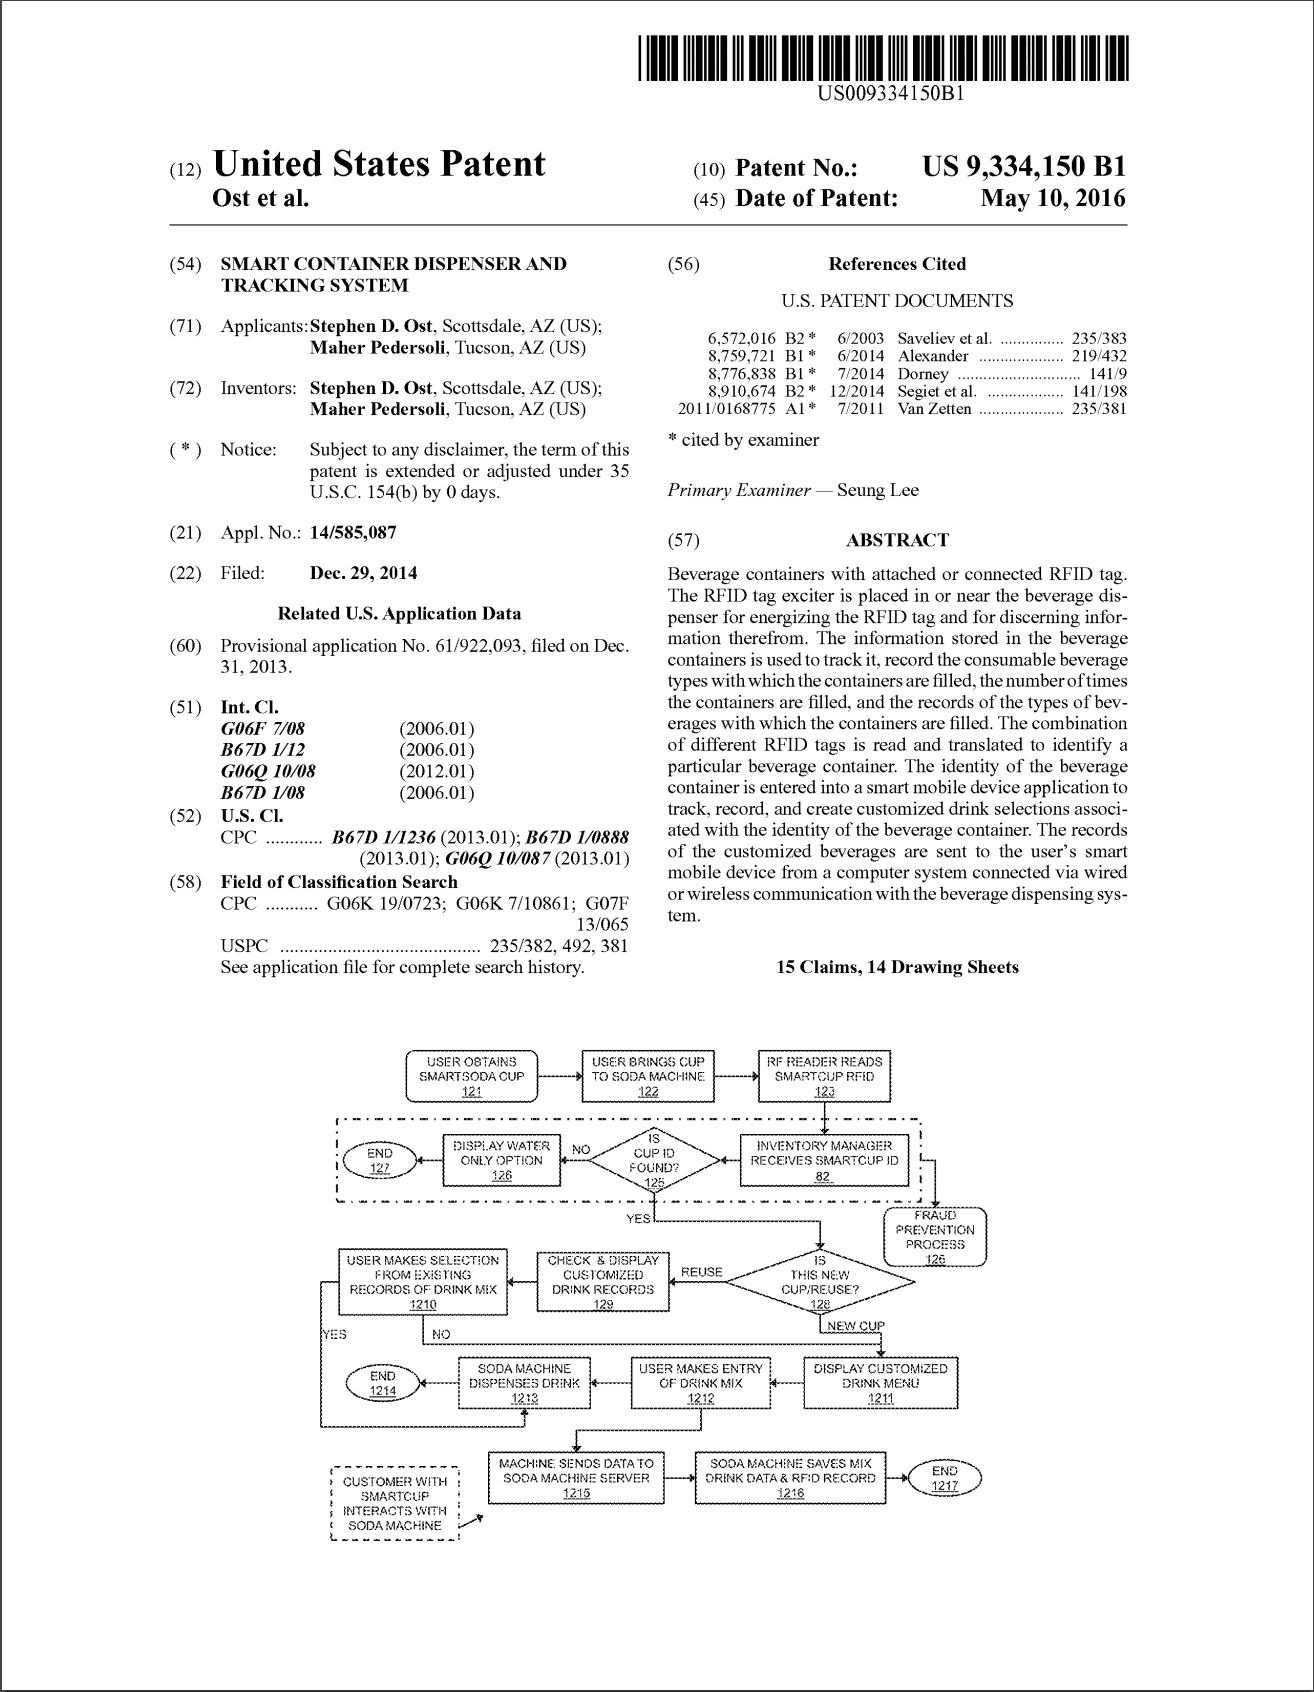 US009334150B1
(12) United States Patent
Ost et al.
(10) Patent No.: US 9,334,150 B1
(45) Date of Patent: May 10, 2016
(54) SMART CONTAINER DISPENSER AND
TRACKING SYSTEM
(71) Applicants: Stephen D. Ost, Scottsdale, AZ (US);
Maher Pedersoli, Tucson, AZ (US)
(72) Inventors: Stephen D. Ost, Scottsdale, AZ (US);
Maher Pedersoli, Tucson, AZ (US)
( * ) Notice: Subject to any disclaimer, the term of this
patent is extended or adjusted under 35
U.S.C. 154(b) by 0 days.
(21) Appl. No.: 14/585,087
(22) Filed: Dec. 29, 2014
Related U.S. Application Data
(60) Provisional application No. 61/922,093, filed on Dec.
31, 2013.
(51) Int. Cl.
G06F 7/08 (2006.01)
B67D 1/12 (2006.01)
G06Q 10/08 (2012.01)
B67D 1/08 (2006.01)
(52) U.S. Cl.
CPC ............ B67D 1/1236 (2013.01); B67D 1/0888
(2013.01); G06Q 10/087 (2013.01)
(58) Field of Classification Search
CPC ........... G06K 19/0723; G06K 7/10861; G07F
13/065
USPC .......................................... 235/382, 492, 381
See application file for complete search history.
(56) References Cited
U.S. PATENT DOCUMENTS
6,572,016 B2 * 6/2003 Saveliev et al. ............... 235/383
8,759,721 B1 * 6/2014 Alexander .................... 219/432
8,776,838 B1 * 7/2014 Dorney ............................. 141/9
8,910,674 B2 * 12/2014 Segiet et al. .................. 141/198
2011/0168775 A1 * 7/2011 Van Zetten .................... 235/381
* cited by examiner
Primary Examiner — Seung Lee
(57) ABSTRACT
Beverage containers with attached or connected RFID tag.
The RFID tag exciter is placed in or near the beverage dis-
penser for energizing the RFID tag and for discerning infor-
mation therefrom. The information stored in the beverage
containers is used to track it, record the consumable beverage
types with which the containers are filled, the number of times
the containers are filled, and the records of the types of bev-
erages with which the containers are filled. The combination
of different RFID tags is read and translated to identify a
particular beverage container. The identity of the beverage
container is entered into a smart mobile device application to
track, record, and create customized drink selections associ-
ated with the identity of the beverage container. The records
of the customized beverages are sent to the user's smart
mobile device from a computer system connected via wired
or wireless communication with the beverage dispensing sys-
tem.
15 Claims, 14 Drawing Sheets
USER OBTAINS
SMARTSODA CUP
121
USER BRINGS CUP
TO SODA MACHINE
122
RF READER READS
SMARTCUP RFID
123
END
127
DISPLAY WATER
ONLY OPTION
126
NO
IS
CUP ID
FOUND?
125
INVENTORY MANAGER
RECEIVES SMARTCUP ID
82
YES
FRAUD
PREVENTION
PROCESS
126
USER MAKES SELECTION
FROM EXISTING
RECORDS OF DRINK MIX
1210
CHECK & DISPLAY
CUSTOMIZED
DRINK RECORDS
129
REUSE
IS
THIS NEW
CUP/REUSE?
128
NEW CUP
YES
NO
END
1214
SODA MACHINE
DISPENSES DRINK
1213
USER MAKES ENTRY
OF DRINK MIX
1212
DISPLAY CUSTOMIZED
DRINK MENU
1211
MACHINE SENDS DATA TO
SODA MACHINE SERVER
1215
SODA MACHINE SAVES MIX
DRINK DATA & RFID RECORD
1216
END
1217
CUSTOMER WITH
SMARTCUP
INTERACTS WITH
SODA MACHINE